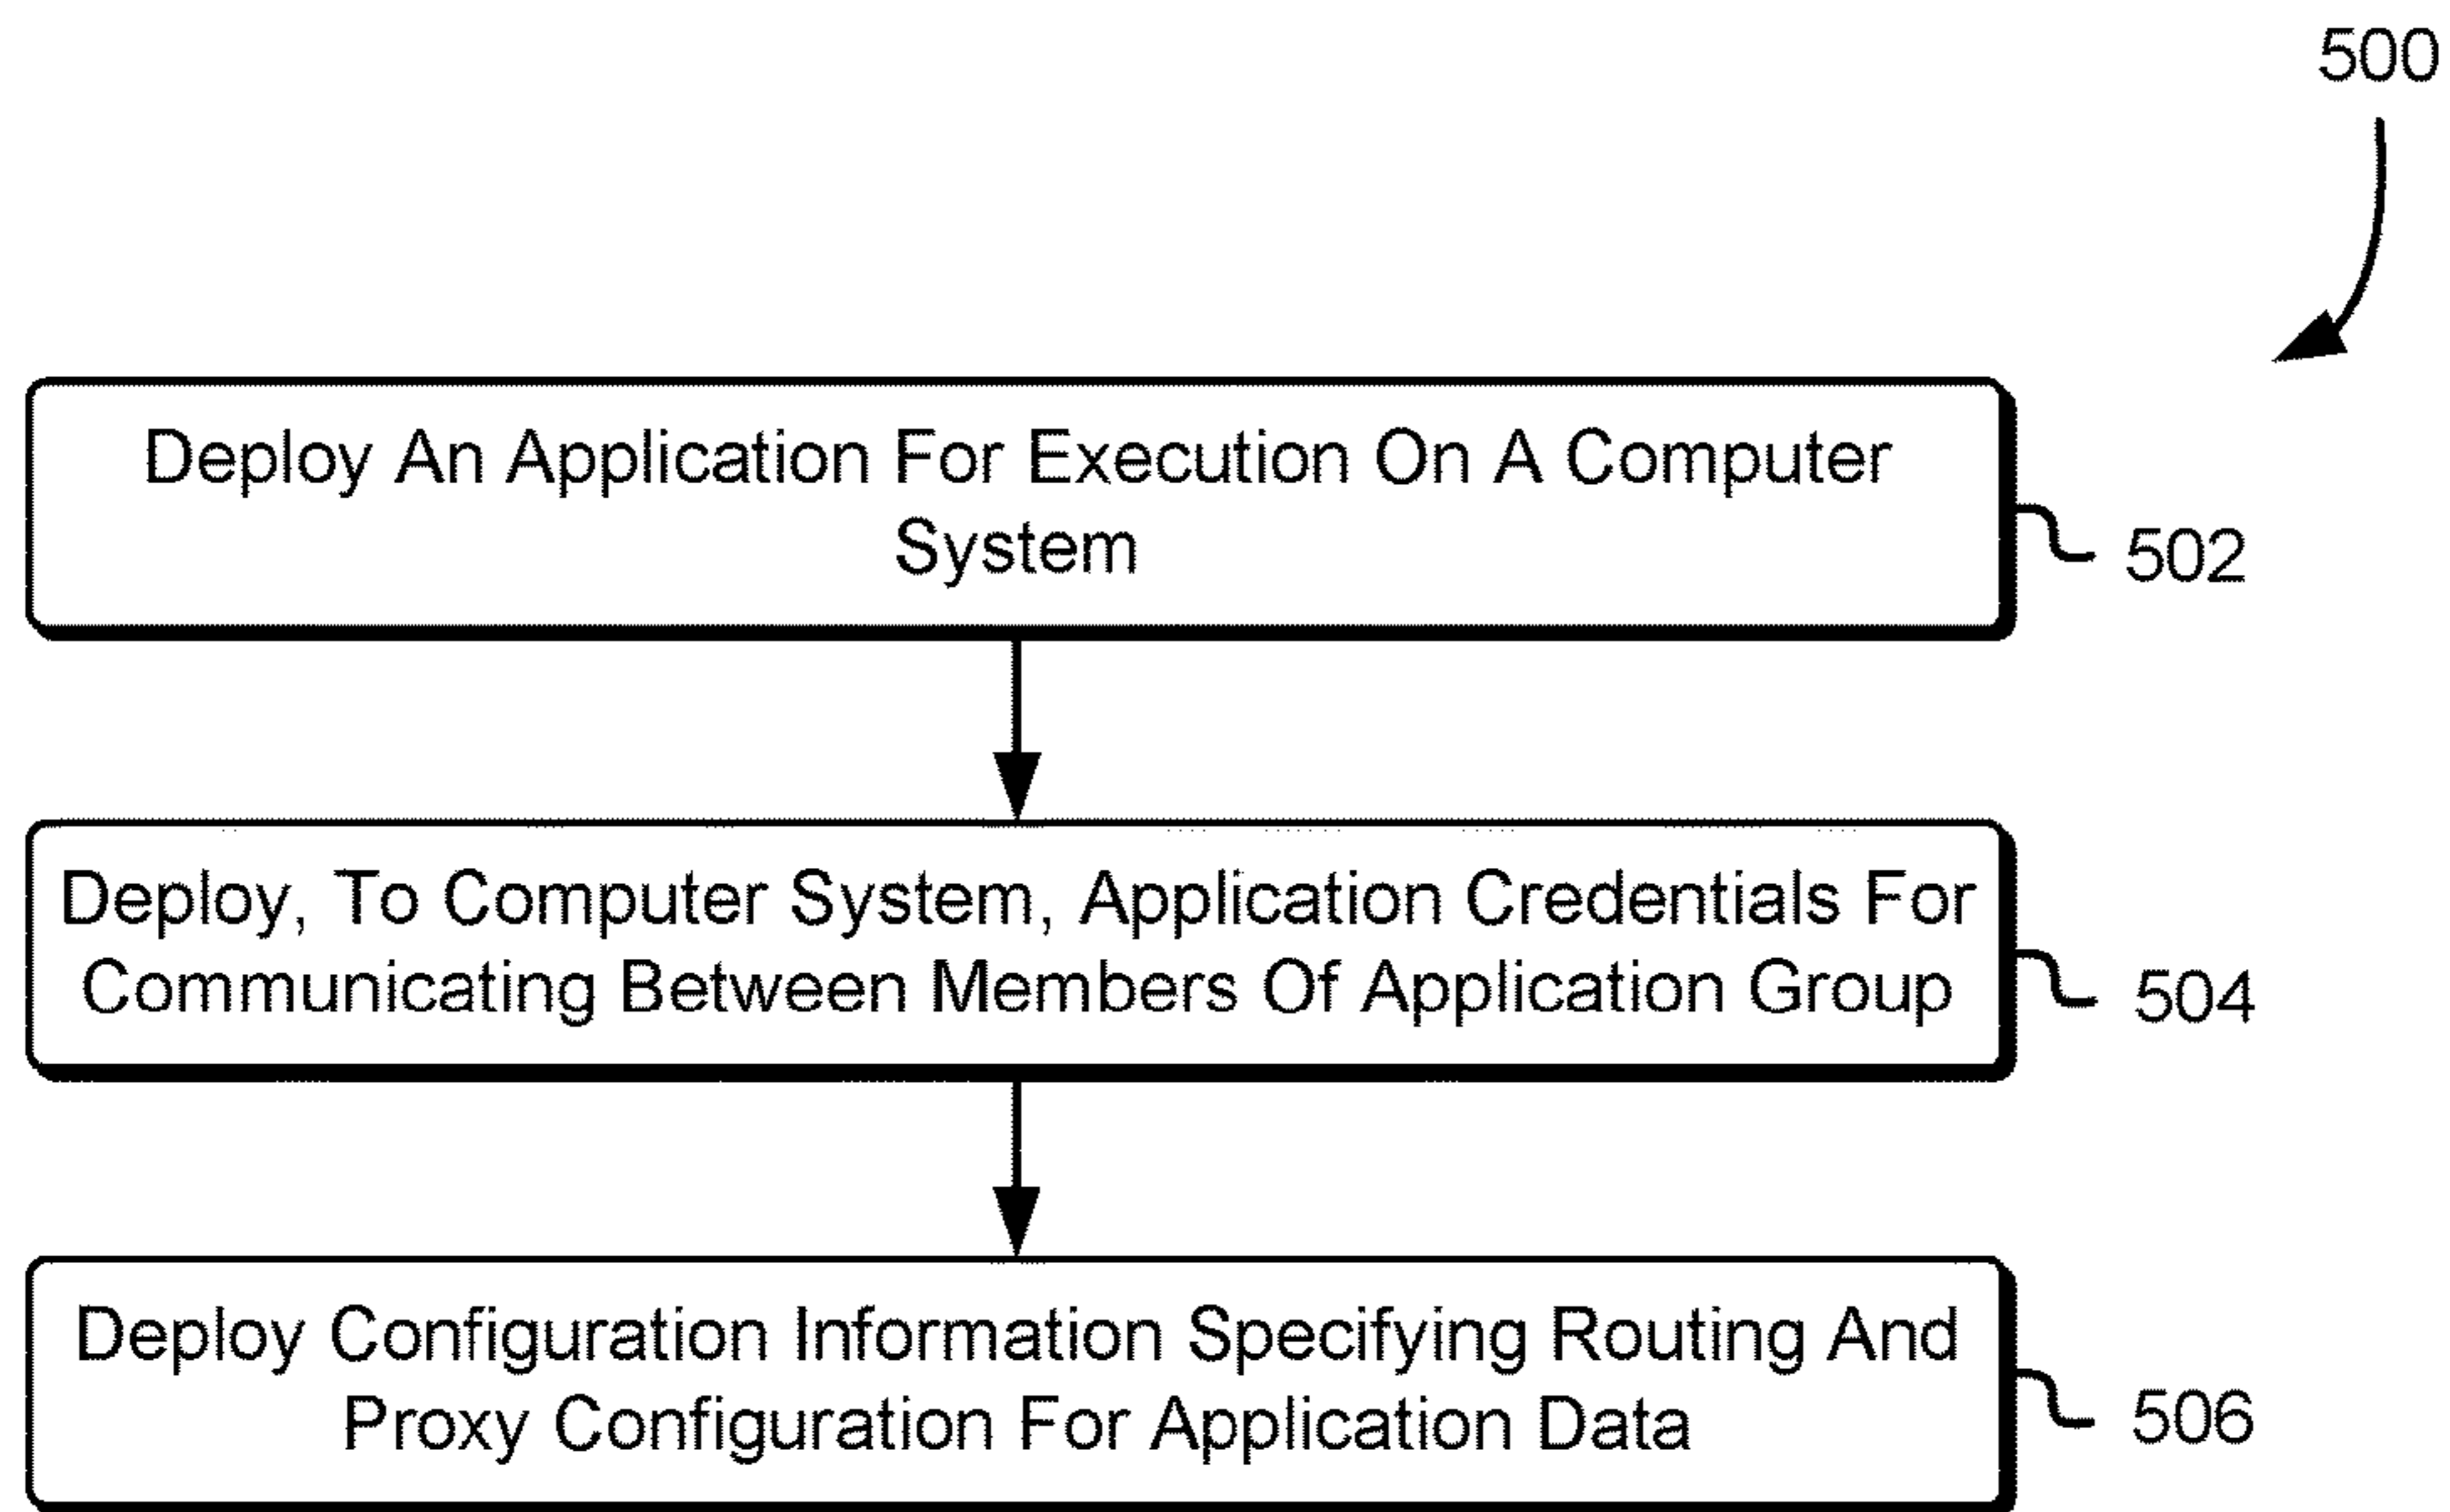 500
Deploy An Application For Execution On A Computer
System
502
Deploy, To Computer System, Application Credentials For
Communicating Between Members Of Application Group
504
Deploy Configuration Information Specifying Routing And
Proxy Configuration For Application Data
506